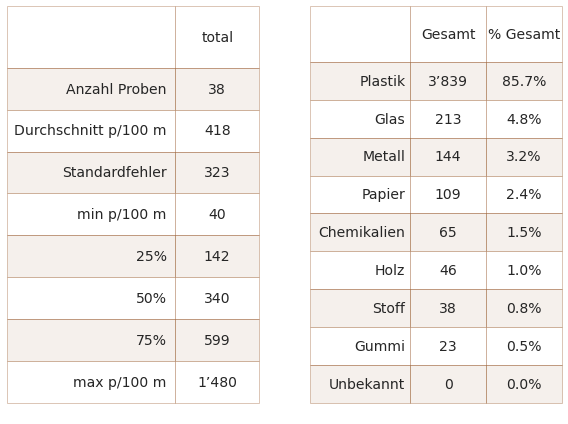 total
Anzahl Proben 38
Durchschnitt p/100 m 418
Standardfehler 323
min p/100 m 40
25% 142
50% 340
75% 599
max p/100 m 1’480
Gesamt % Gesamt
Plastik 3’839 85.7%
Glas 213 4.8%
Metall 144 3.2%
Papier 109 2.4%
Chemikalien 65 1.5%
Holz 46 1.0%
Stoff 38 0.8%
Gummi 23 0.5%
Unbekannt 0 0.0%